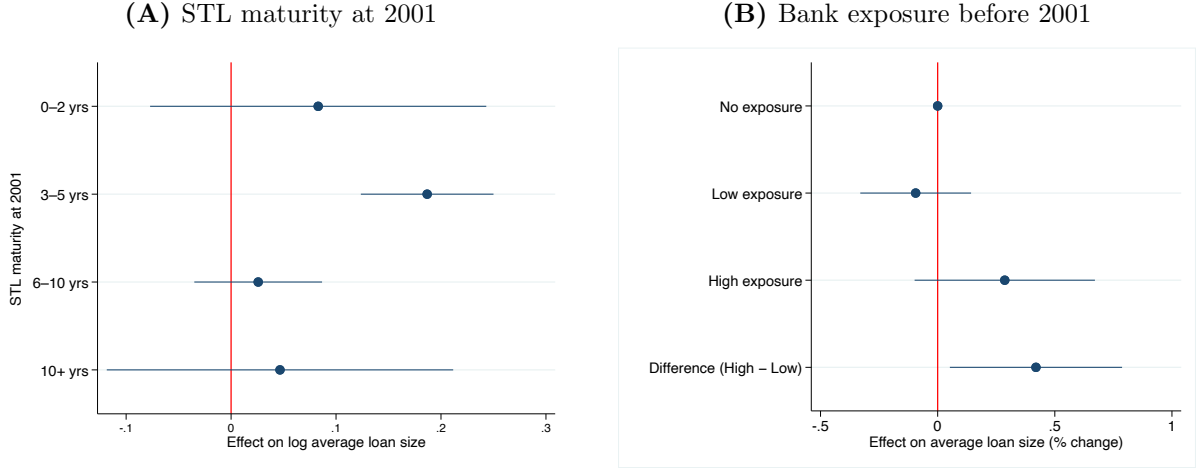 (A) STL maturity at 2001
STL maturity at 2001
0–2 yrs
3–5 yrs
6–10 yrs
10+ yrs
-.1 0 .1 .2 .3
Effect on log average loan size
(B) Bank exposure before 2001
No exposure
Low exposure
High exposure
Difference (High – Low)
-.5 0 .5 1
Effect on average loan size (% change)